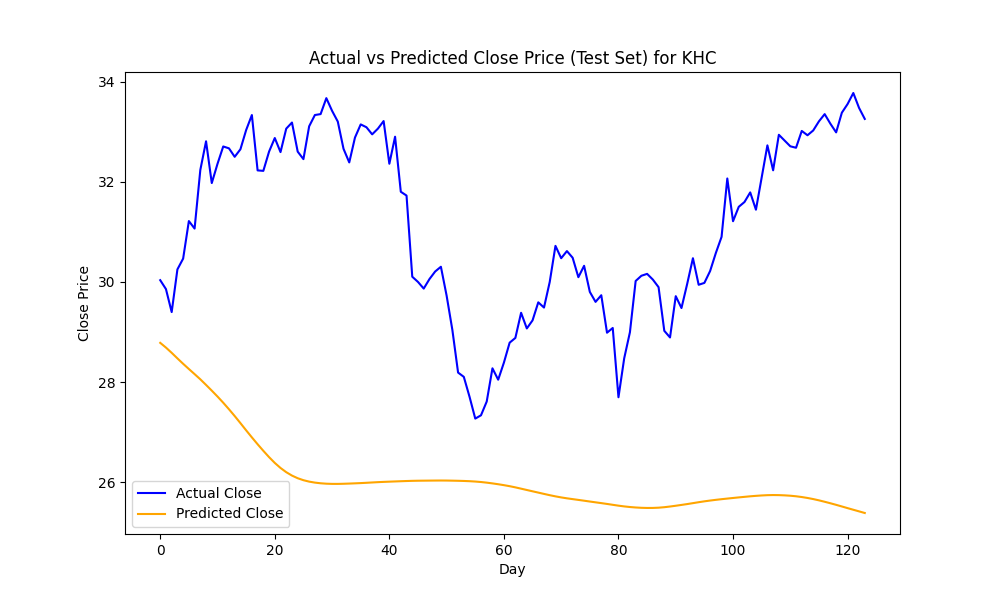 Actual vs Predicted Close Price (Test Set) for KHC
34
32
30
28
26
Close Price
Actual Close
Predicted Close
0 20 40 60 80 100 120
Day